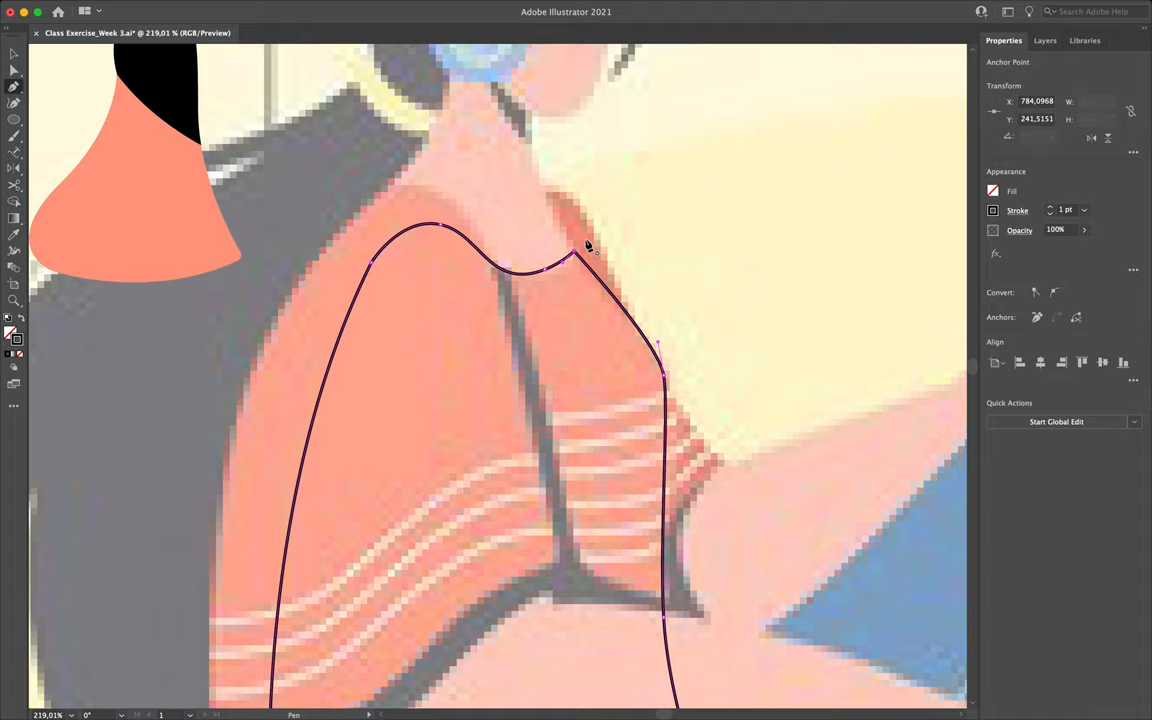 Adobe Illustrator 2021
Search Adobe Help
Class Exercise_Week 3.ai* @ 219,01 % (RGB/Preview)
Properties
Layers
Libraries
Anchor Point
Transform
X: 784,0968
W:
Y: 241,5151
H:
Appearance
Fill
Stroke
1 pt
Opacity
100%
fx.
Convert:
Anchors:
Align
Quick Actions
Start Global Edit
219,01%
0°
1
Pen